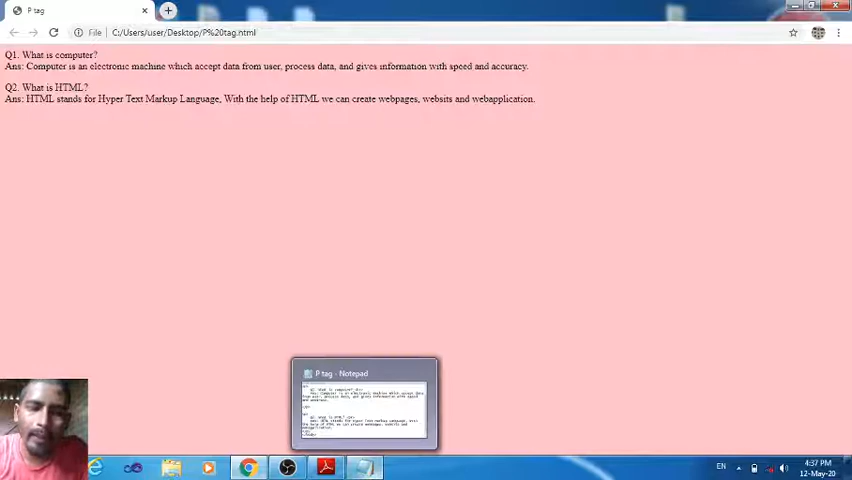 P tag
File C:/Users/user/Desktop/P%20tag.html
Q1. What is computer?
Ans: Computer is an electronic machine which accept data from user, process data, and gives information with speed and accuracy.
Q2. What is HTML?
Ans: HTML stands for Hyper Text Markup Language, With the help of HTML we can create webpages, websits and webapplication.
P tag - Notepad
EN
4:37 PM
12-May-20